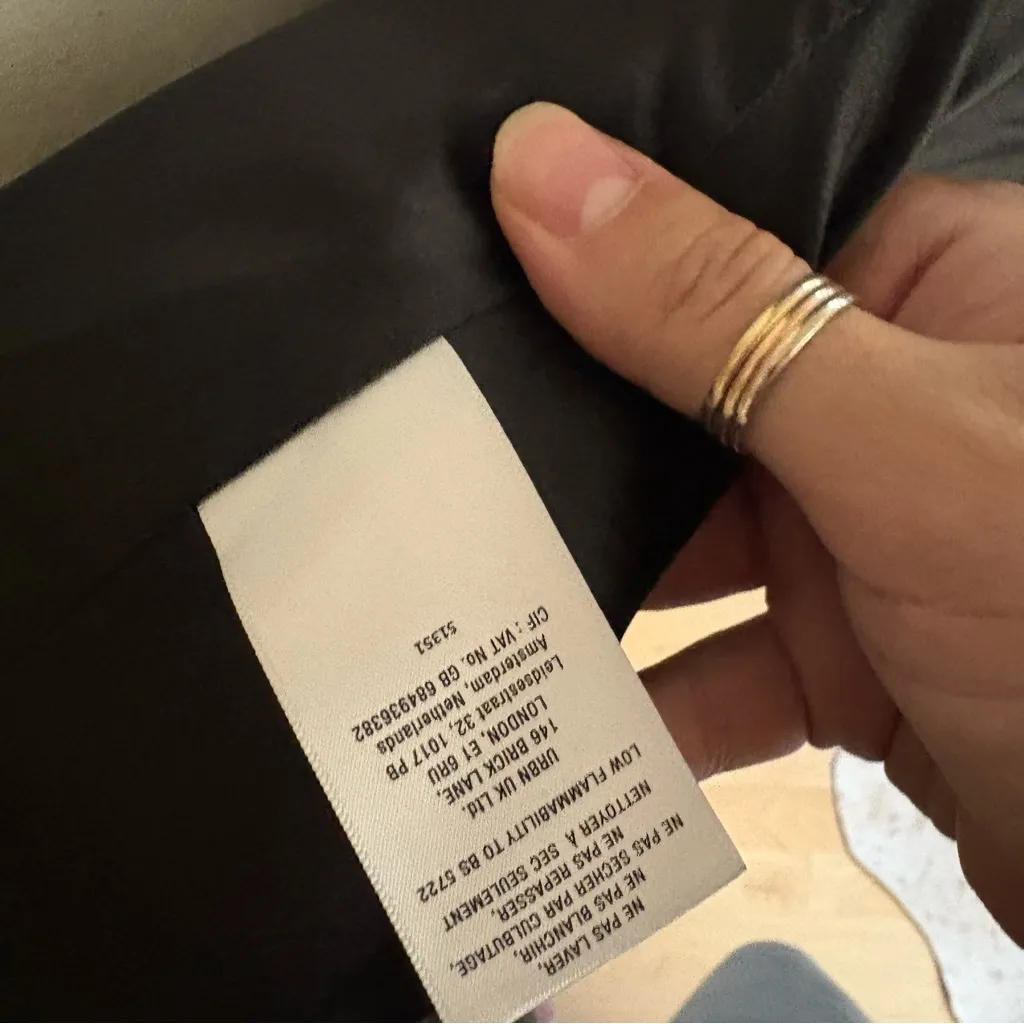 NE PAS LAVER,
NE PAS BLANCHIR,
NE PAS SECHER PAR CULBUTAGE,
NE PAS REPASSER,
NETTOYER À SEC SEULEMENT
LOW FLAMMABILITY TO BS 5722
URBN UK Ltd.
146 BRICK LANE,
LONDON, E1 6RU
Leidsestraat 32, 1017 PB
Amsterdam, Netherlands
CIF : VAT No. GB 684936382
51351